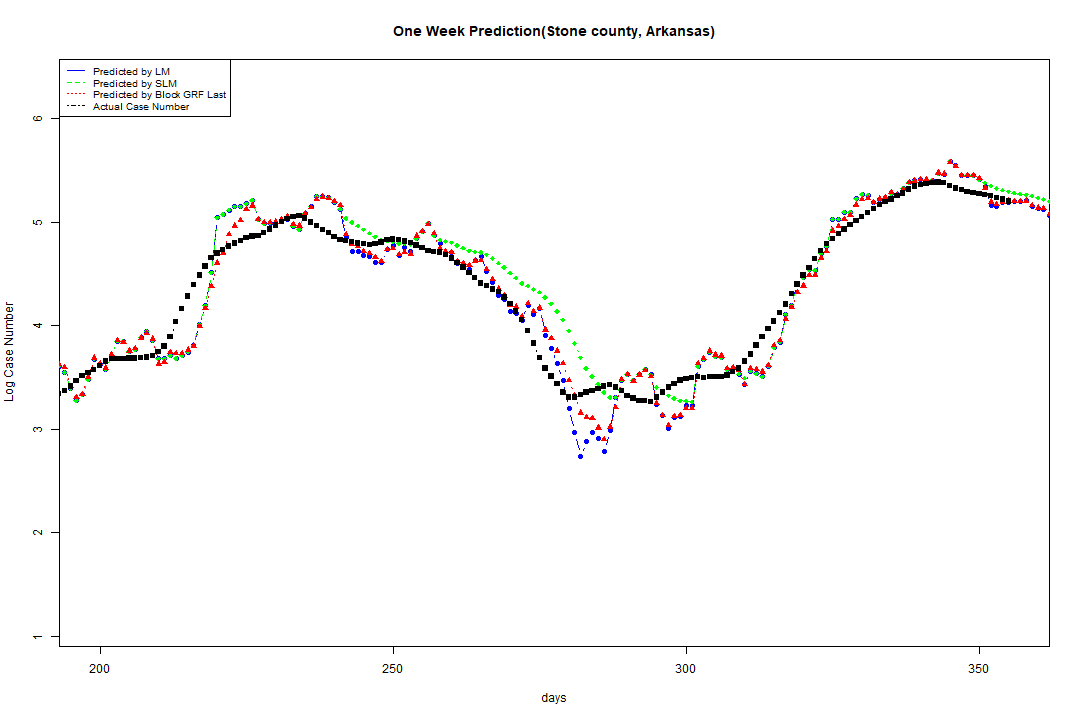 One Week Prediction(Stone county, Arkansas)
Predicted by LM
Predicted by SLM
Predicted by Block GRF Last
Actual Case Number
Log Case Number
6
5
4
3
2
1
200 250 300 350
days